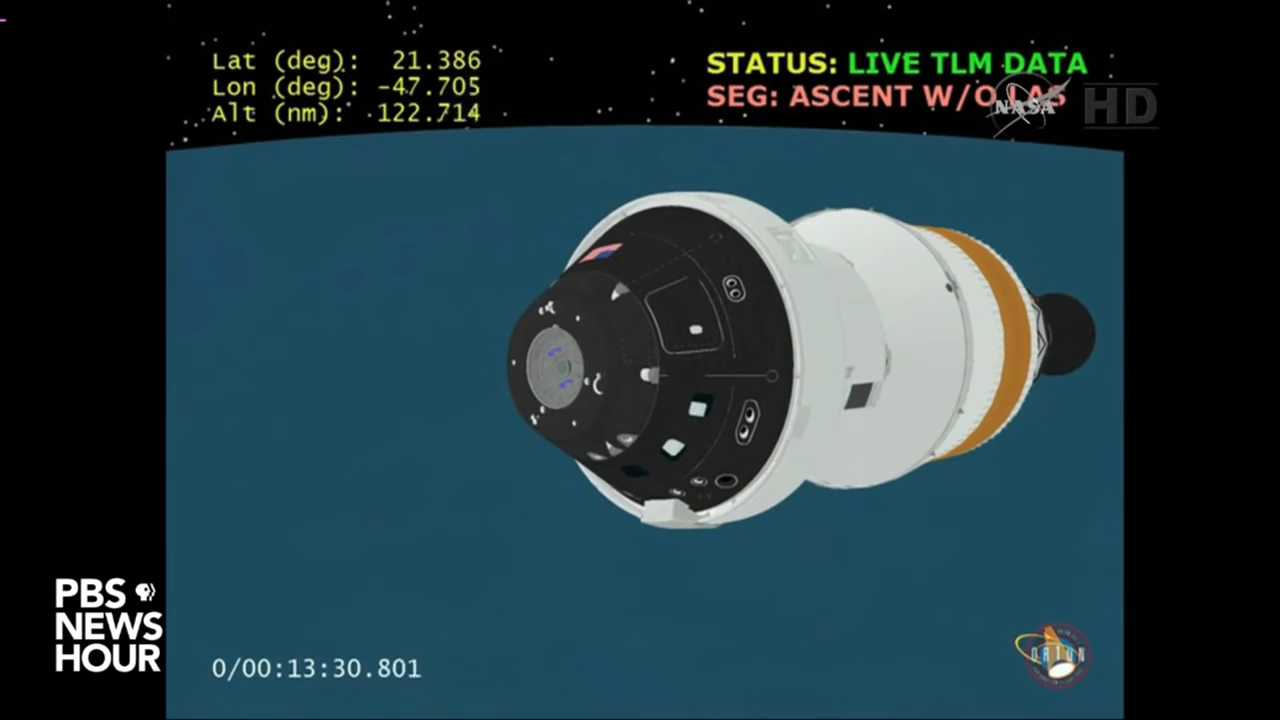 Lat (deg): 21.386
Lon (deg): -47.705
Alt (nm): 122.714
STATUS: LIVE TLM DATA
SEG: ASCENT W/O LAS
NASA HD
PBS
NEWS
HOUR
0/00:13:30.801
ORION